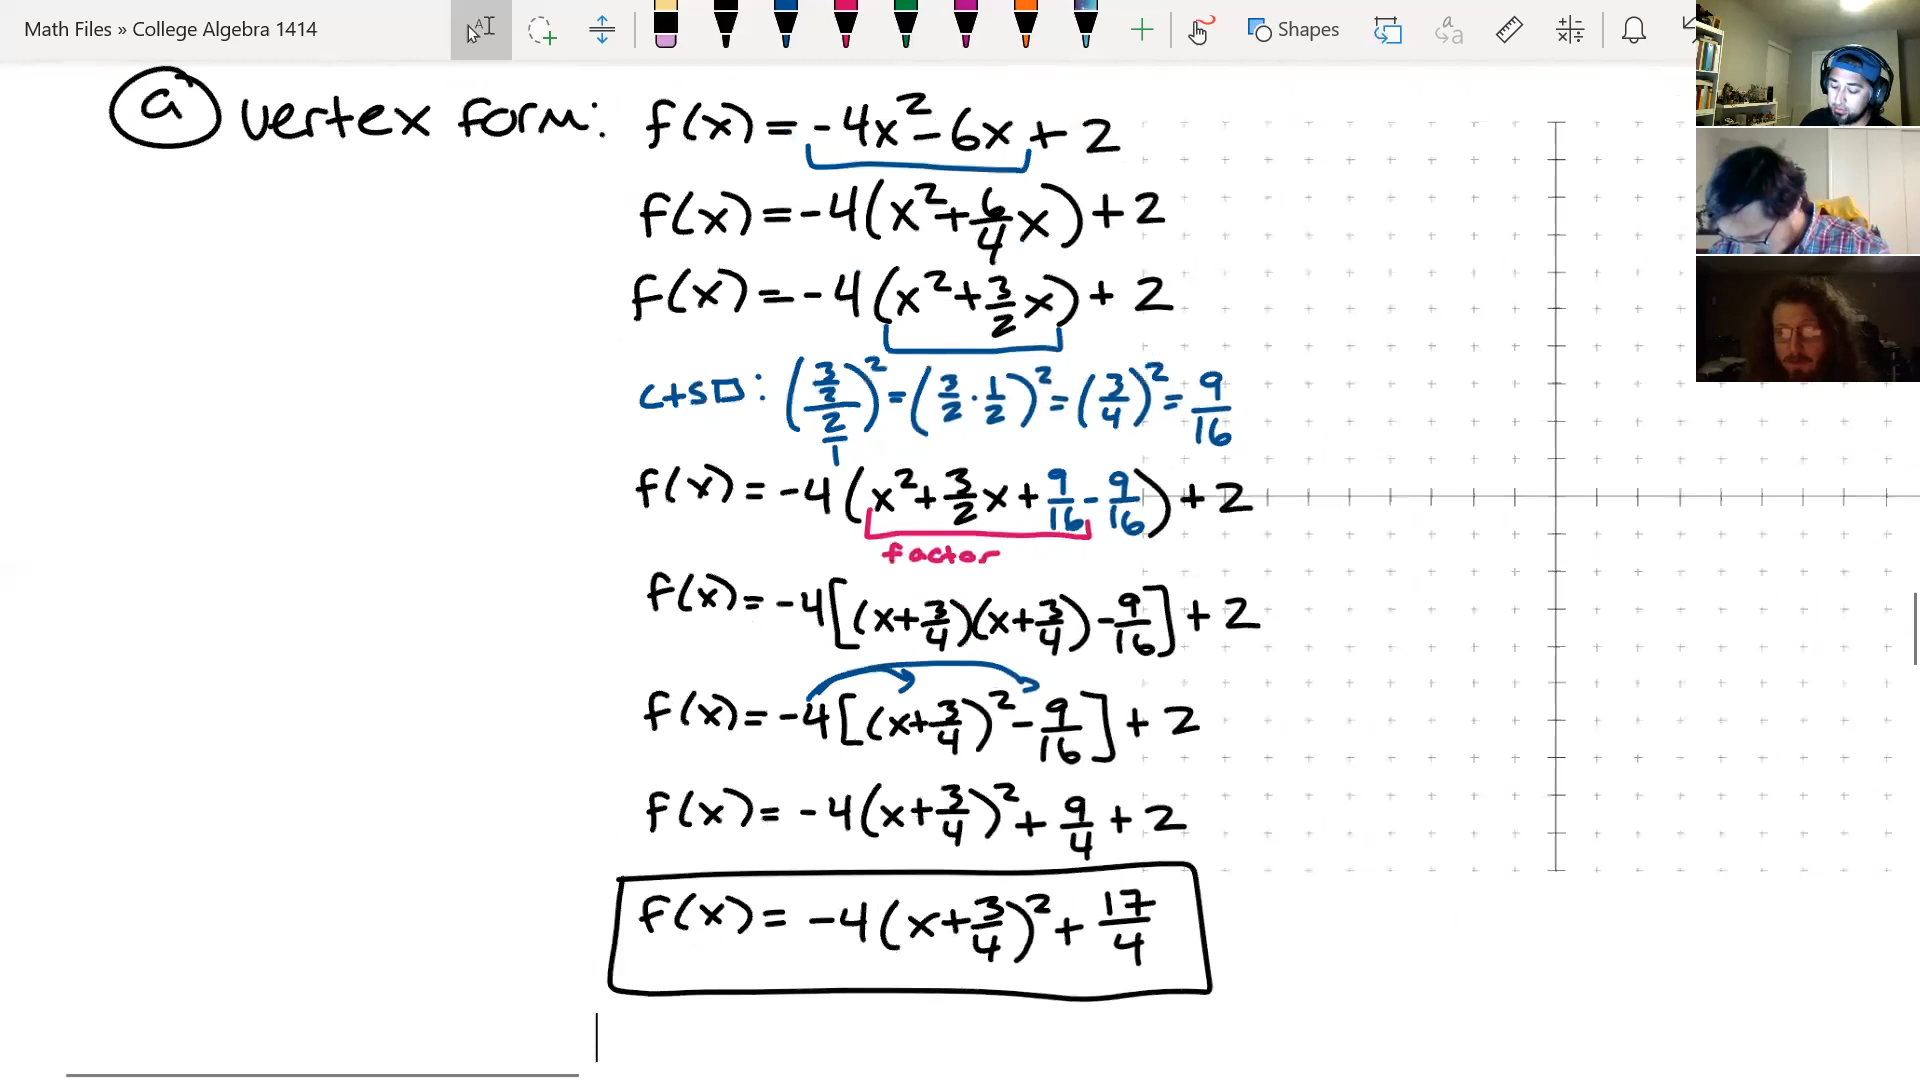 Math Files » College Algebra 1414
Shapes
a vertex form: f(x) = -4x² - 6x + 2
f(x) = -4(x² + 6/4 x) + 2
f(x) = -4(x² + 3/2 x) + 2
CTS□: ((3/2)/(2/1))² = (3/2 · 1/2)² = (3/4)² = 9/16
f(x) = -4(x² + 3/2 x + 9/16 - 9/16) + 2
factor
f(x) = -4[(x + 3/4)(x + 3/4) - 9/16] + 2
f(x) = -4[(x + 3/4)² - 9/16] + 2
f(x) = -4(x + 3/4)² + 9/4 + 2
f(x) = -4(x + 3/4)² + 17/4